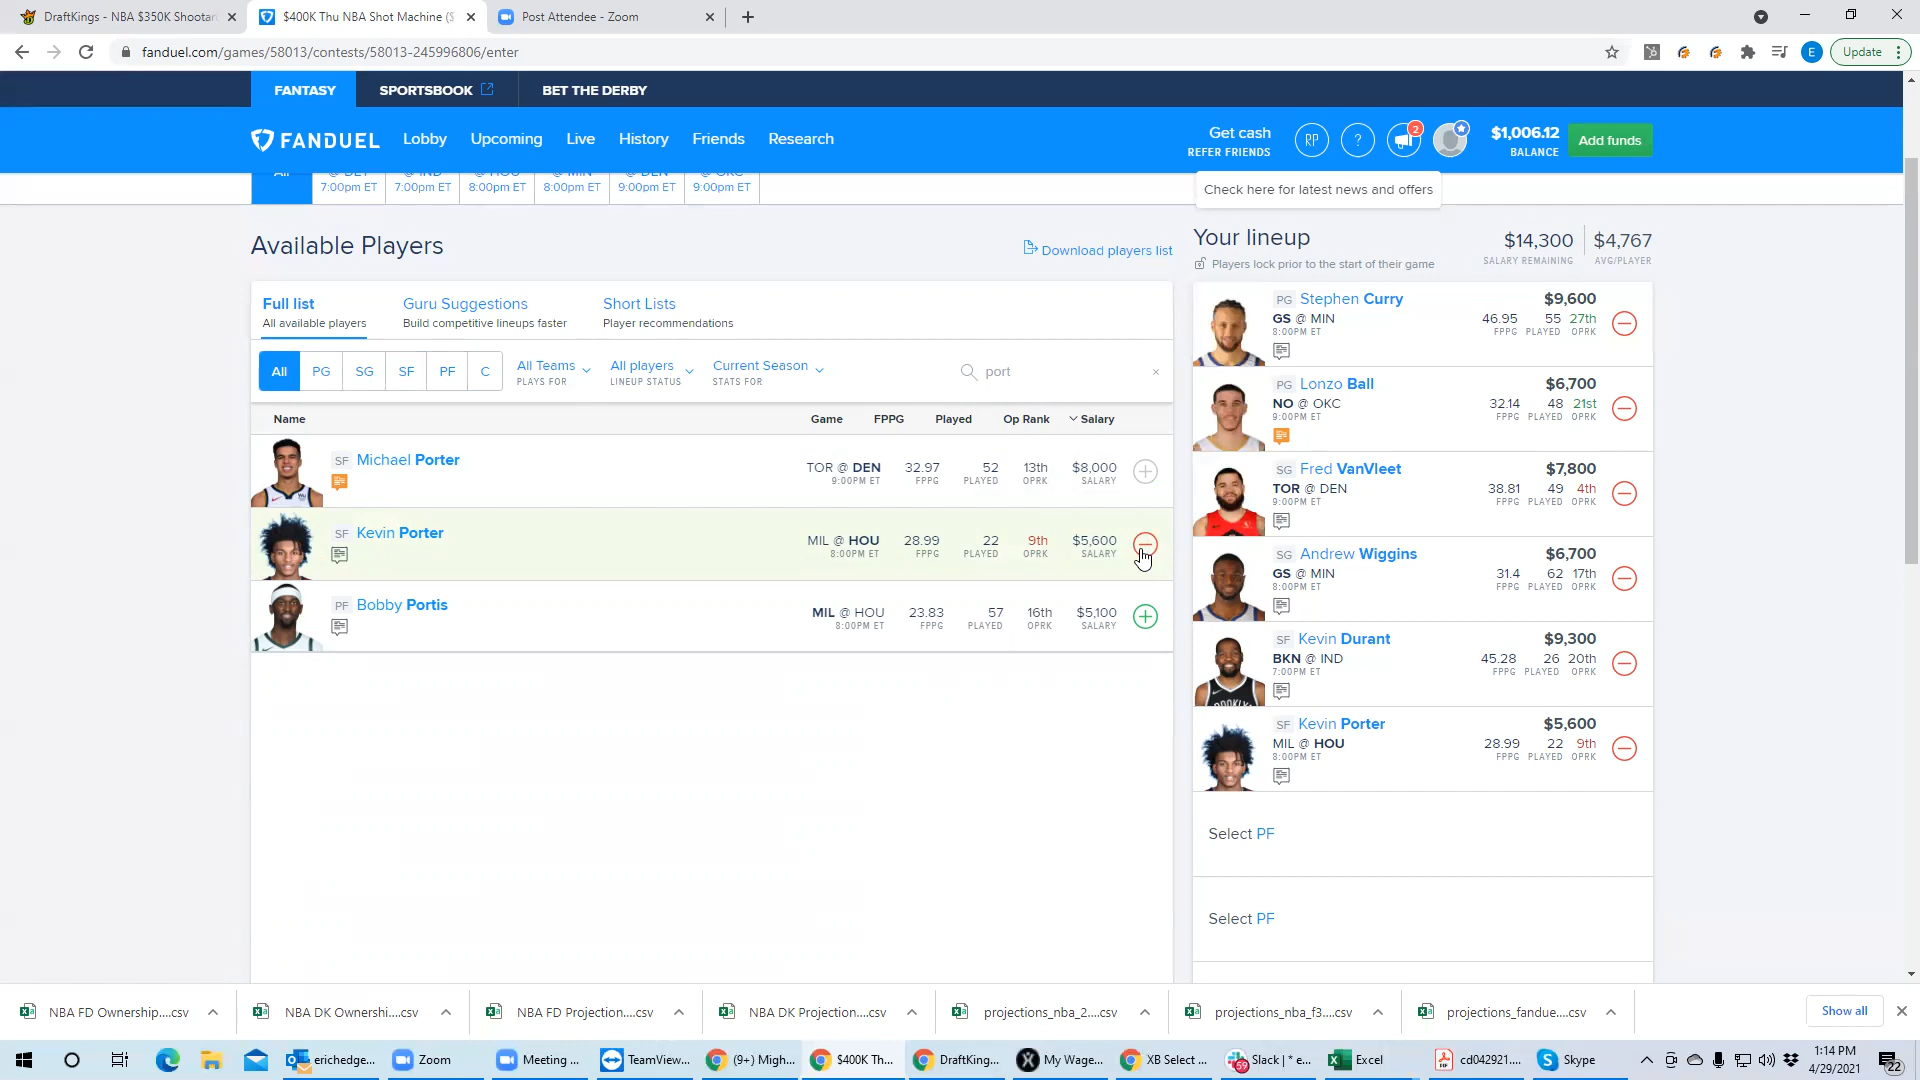 DraftKings - NBA $350K Shootar
$400K Thu NBA Shot Machine ($
Post Attendee - Zoom
fanduel.com/games/58013/contests/58013-245996806/enter
E
Update
FANTASY
SPORTSBOOK
BET THE DERBY
FANDUEL
Lobby
Upcoming
Live
History
Friends
Research
Get cash
REFER FRIENDS
RP
?
2
$1,006.12
BALANCE
Add funds
Check here for latest news and offers
All
@ DET
@ IND
@ HOU
@ MIN
@ DEN
@ OKC
7:00pm ET
7:00pm ET
8:00pm ET
8:00pm ET
9:00pm ET
9:00pm ET
Available Players
Download players list
Full list
All available players
Guru Suggestions
Build competitive lineups faster
Short Lists
Player recommendations
All
PG
SG
SF
PF
C
All Teams
PLAYS FOR
All players
LINEUP STATUS
Current Season
STATS FOR
port
Name
Game
FPPG
Played
Op Rank
Salary
SF Michael Porter
TOR @ DEN 32.97 52 13th $8,000
9:00PM ET FPPG PLAYED OPRK SALARY
SF Kevin Porter
MIL @ HOU 28.99 22 9th $5,600
8:00PM ET FPPG PLAYED OPRK SALARY
PF Bobby Portis
MIL @ HOU 23.83 57 16th $5,100
8:00PM ET FPPG PLAYED OPRK SALARY
Your lineup
Players lock prior to the start of their game
$14,300
SALARY REMAINING
$4,767
AVG/PLAYER
PG Stephen Curry $9,600
GS @ MIN 46.95 55 27th
8:00PM ET FPPG PLAYED OPRK
PG Lonzo Ball $6,700
NO @ OKC 32.14 48 21st
9:00PM ET FPPG PLAYED OPRK
SG Fred VanVleet $7,800
TOR @ DEN 38.81 49 4th
9:00PM ET FPPG PLAYED OPRK
SG Andrew Wiggins $6,700
GS @ MIN 31.4 62 17th
8:00PM ET FPPG PLAYED OPRK
SF Kevin Durant $9,300
BKN @ IND 45.28 26 20th
7:00PM ET FPPG PLAYED OPRK
SF Kevin Porter $5,600
MIL @ HOU 28.99 22 9th
8:00PM ET FPPG PLAYED OPRK
Select PF
Select PF
NBA FD Ownership....csv
NBA DK Ownershi....csv
NBA FD Projection....csv
NBA DK Projection....csv
projections_nba_2....csv
projections_nba_f3....csv
projections_fandue....csv
Show all
erichedge...
Zoom
Meeting ...
TeamView...
(9+) Migh...
$400K Th...
DraftKing...
My Wage...
XB Select ...
Slack | * e...
Excel
cd042921....
Skype
1:14 PM
4/29/2021
22